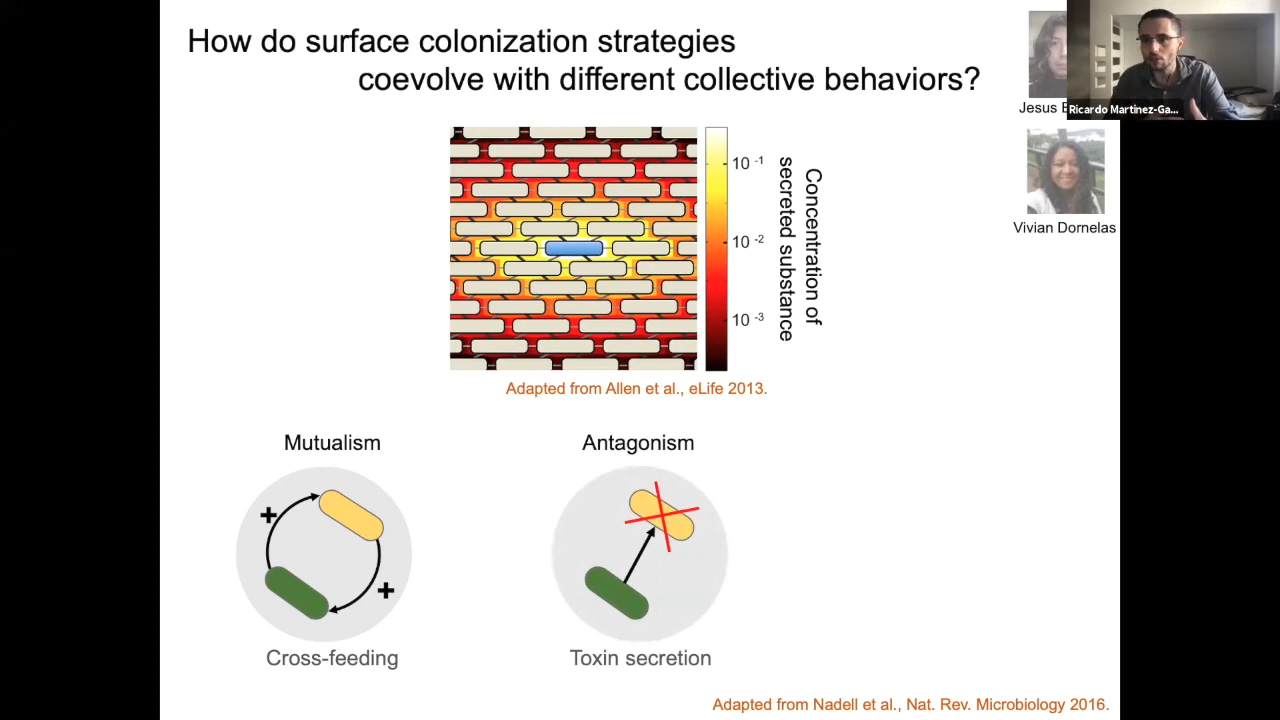 How do surface colonization strategies
coevolve with different collective behaviors?
Jesus
Ricardo Martinez-Ga...
Vivian Dornelas
10⁻¹
10⁻²
10⁻³
Concentration of
secreted substance
Adapted from Allen et al., eLife 2013.
Mutualism
Antagonism
+
+
Cross-feeding
Toxin secretion
Adapted from Nadell et al., Nat. Rev. Microbiology 2016.